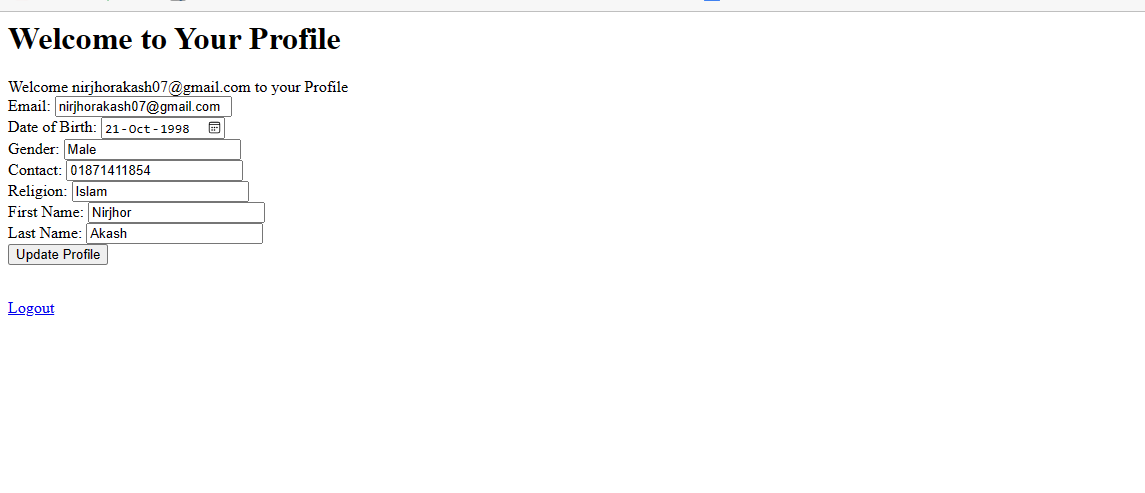 Welcome to Your Profile
Welcome nirjhorakash07@gmail.com to your Profile
Email: nirjhorakash07@gmail.com
Date of Birth: 21-Oct-1998
Gender: Male
Contact: 01871411854
Religion: Islam
First Name: Nirjhor
Last Name: Akash
Update Profile
Logout